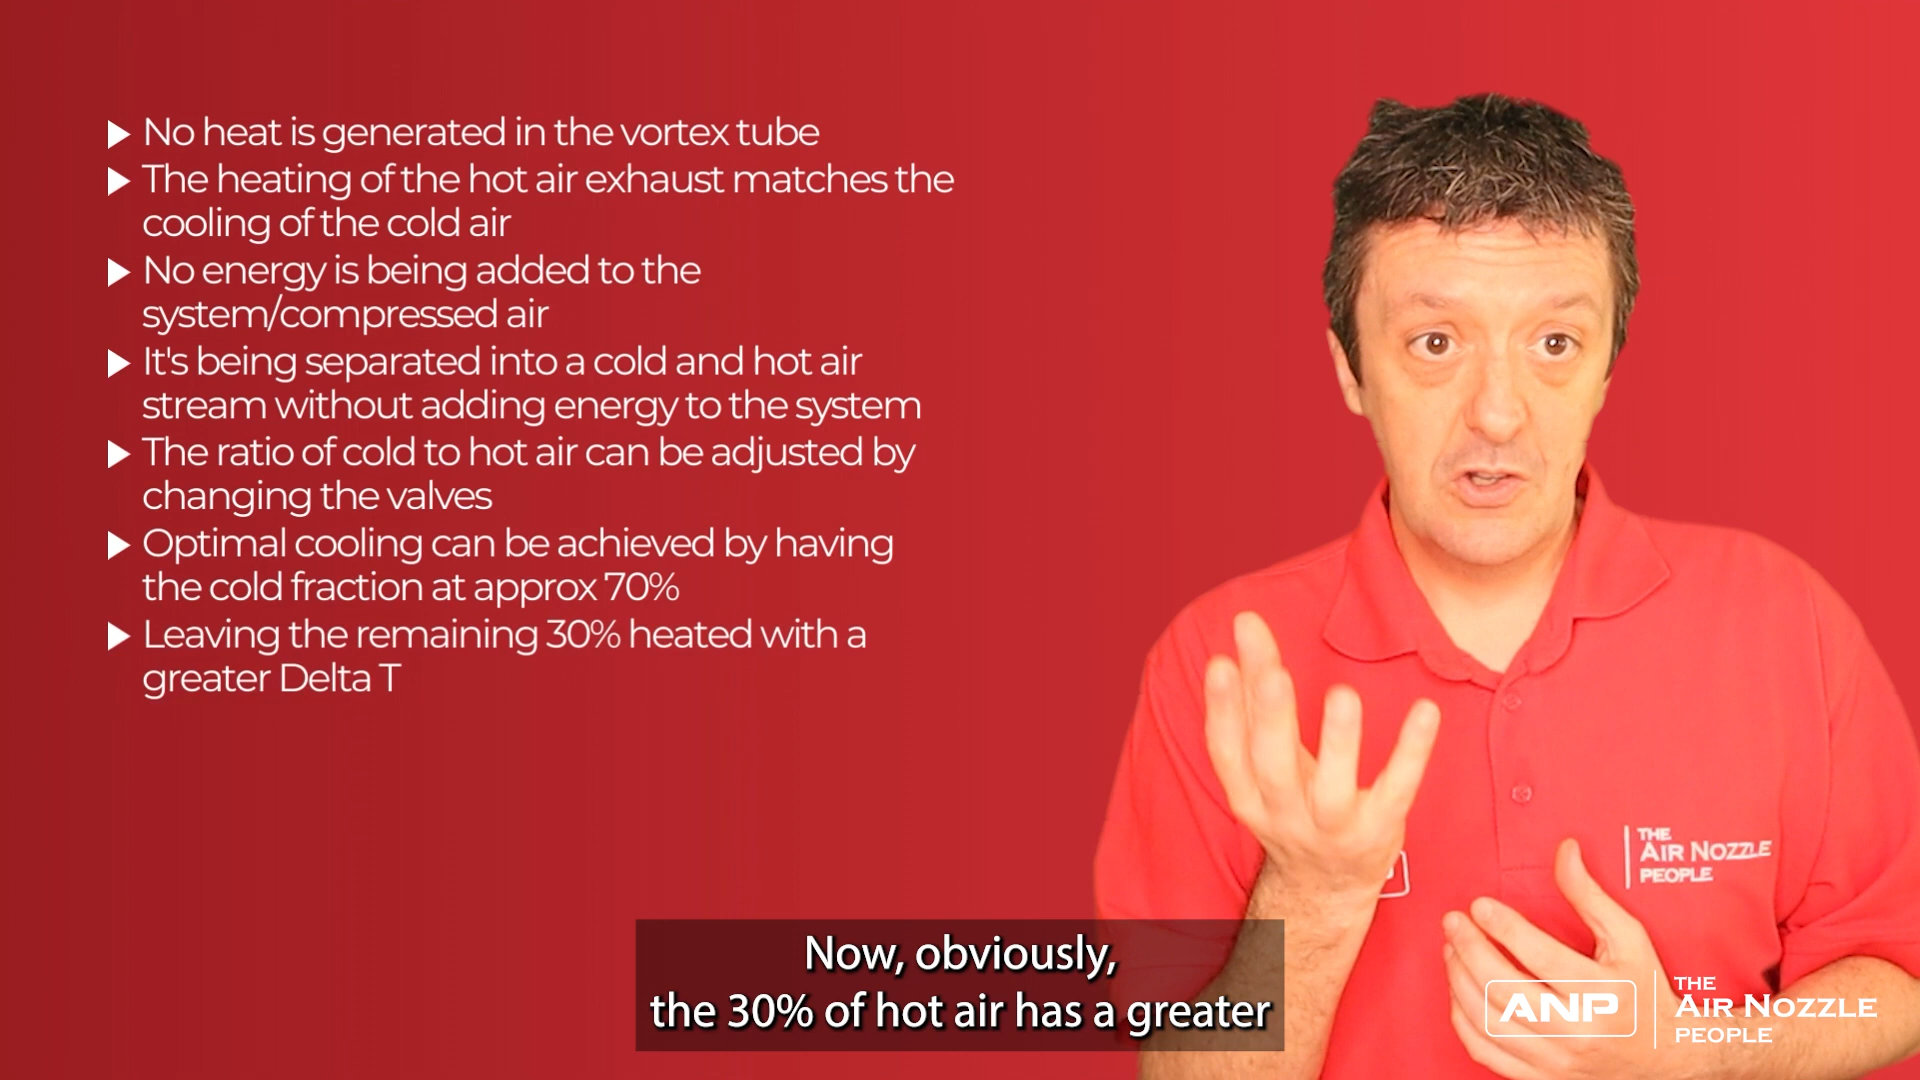 No heat is generated in the vortex tube
The heating of the hot air exhaust matches the
cooling of the cold air
No energy is being added to the
system/compressed air
It's being separated into a cold and hot air
stream without adding energy to the system
The ratio of cold to hot air can be adjusted by
changing the valves
Optimal cooling can be achieved by having
the cold fraction at approx 70%
Leaving the remaining 30% heated with a
greater Delta T
THE
AIR NOZZLE
PEOPLE
Now, obviously,
the 30% of hot air has a greater
ANP
THE
AIR NOZZLE
PEOPLE